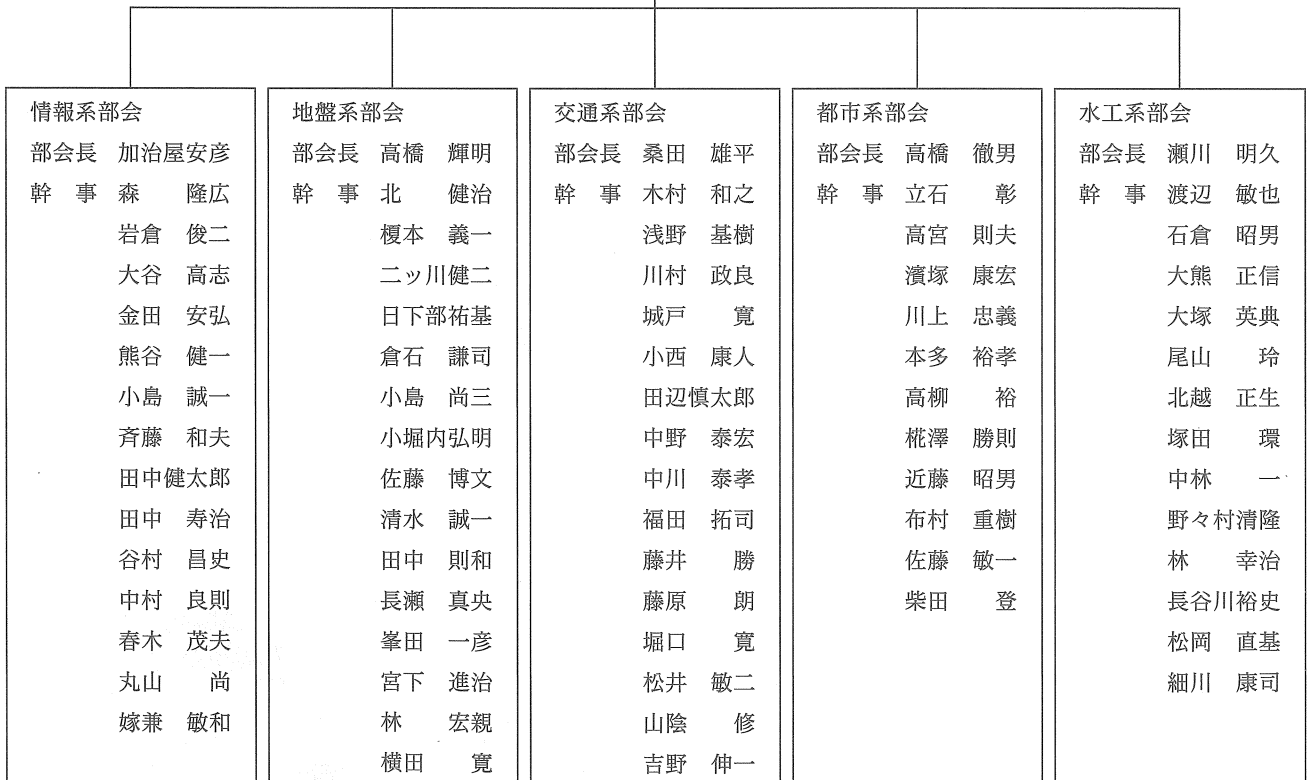 情報系部会
部会長 加治屋安彦
幹 事 森 隆広
岩倉 俊二
大谷 高志
金田 安弘
熊谷 健一
小島 誠一
斉藤 和夫
田中健太郎
田中 寿治
谷村 昌史
中村 良則
春木 茂夫
丸山 尚
嫁兼 敏和
地盤系部会
部会長 高橋 輝明
幹 事 北 健治
榎本 義一
二ッ川健二
日下部祐基
倉石 謙司
小島 尚三
小堀内弘明
佐藤 博文
清水 誠一
田中 則和
長瀬 真央
峯田 一彦
宮下 進治
林 宏親
横田 寛
交通系部会
部会長 桑田 雄平
幹 事 木村 和之
浅野 基樹
川村 政良
城戸 寛
小西 康人
田辺慎太郎
中野 泰宏
中川 泰孝
福田 拓司
藤井 勝
藤原 朗
堀口 寛
松井 敏二
山陰 修
吉野 伸一
都市系部会
部会長 高橋 徹男
幹 事 立石 彰
高宮 則夫
濱塚 康宏
川上 忠義
本多 裕孝
高柳 裕
椛澤 勝則
近藤 昭男
布村 重樹
佐藤 敏一
柴田 登
水工系部会
部会長 瀬川 明久
幹 事 渡辺 敏也
石倉 昭男
大熊 正信
大塚 英典
尾山 玲
北越 正生
塚田 環
中林 一
野々村清隆
林 幸治
長谷川裕史
松岡 直基
細川 康司